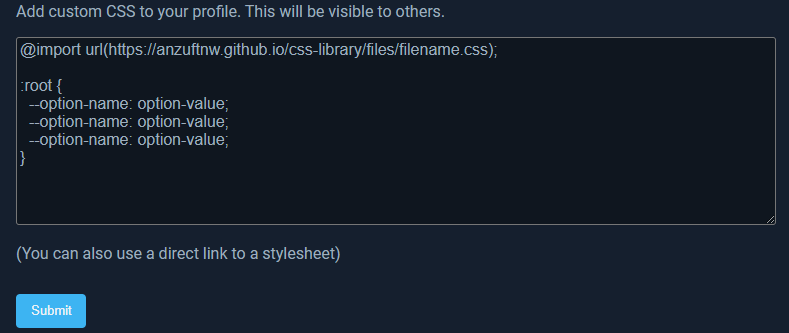 Add custom CSS to your profile. This will be visible to others.
@import url(https://anzuftnw.github.io/css-library/files/filename.css);
:root {
--option-name: option-value;
--option-name: option-value;
--option-name: option-value;
}
(You can also use a direct link to a stylesheet)
Submit